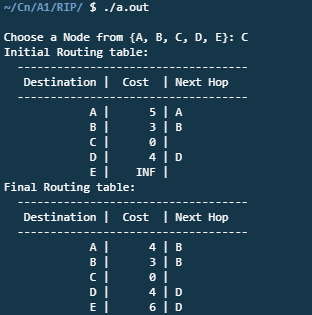 ~/Cn/A1/RIP/ $ ./a.out

Choose a Node from {A, B, C, D, E}: C
Initial Routing table:
  -----------------------------------
   Destination |  Cost  | Next Hop
  -----------------------------------
             A |      5 | A
             B |      3 | B
             C |      0 |
             D |      4 | D
             E |    INF |
Final Routing table:
  -----------------------------------
   Destination |  Cost  | Next Hop
  -----------------------------------
             A |      4 | B
             B |      3 | B
             C |      0 |
             D |      4 | D
             E |      6 | D